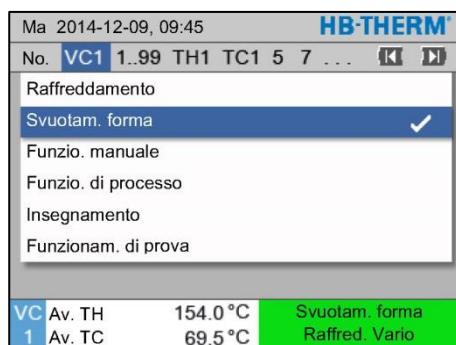 Ma 2014-12-09, 09:45 HB-THERM®
No. VC1 1..99 TH1 TC1 5 7 ...
Raffreddamento
Svuotam. forma
Funzio. manuale
Funzio. di processo
Insegnamento
Funzionam. di prova
VC Av. TH 154.0 °C Svuotam. forma
1 Av. TC 69.5 °C Raffred. Vario